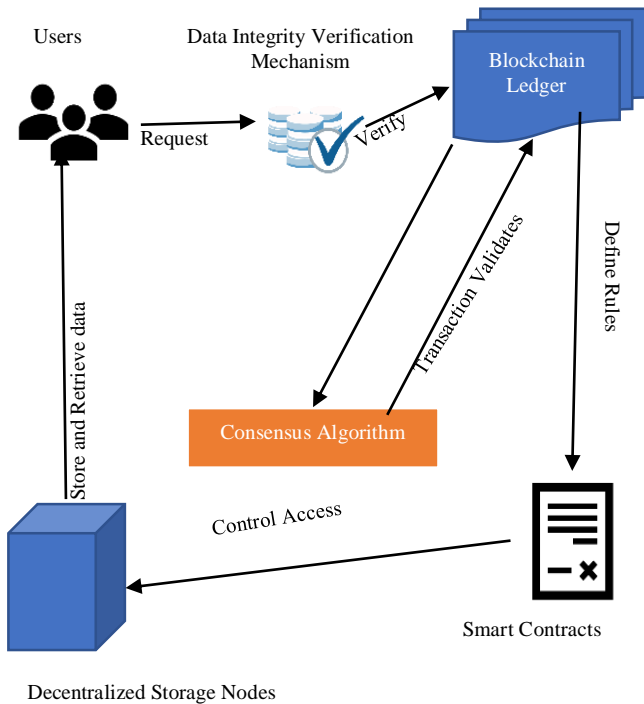 Users
Data Integrity Verification
Mechanism
Blockchain
Ledger
Request
Verify
Define Rules
Transaction Validates
Store and Retrieve data
Consensus Algorithm
Control Access
Smart Contracts
Decentralized Storage Nodes